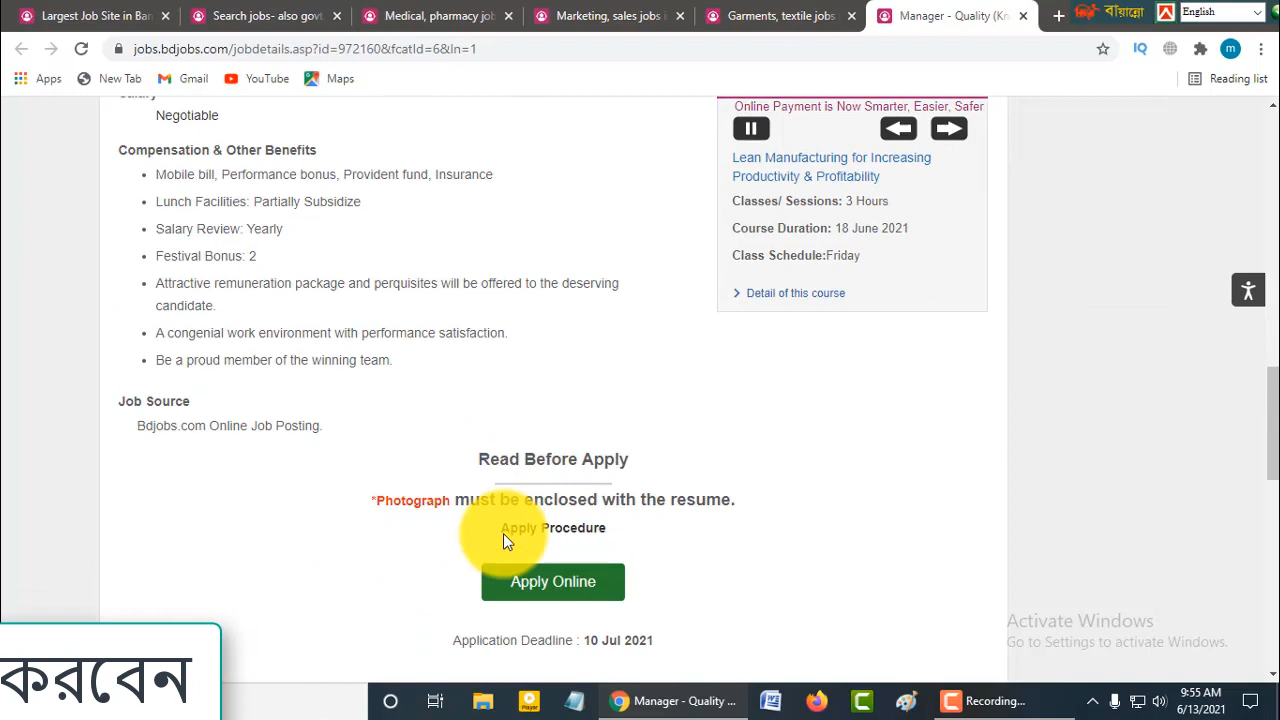 Largest Job Site in Ban
Search jobs- also govt
Medical, pharmacy job
Marketing, sales jobs i
Garments, textile jobs
Manager - Quality (Kn
বায়ান্নো
English
jobs.bdjobs.com/jobdetails.asp?id=972160&fcatId=6&ln=1
IQ
m
Apps
New Tab
Gmail
YouTube
Maps
Reading list
Salary
Negotiable
Compensation & Other Benefits
Mobile bill, Performance bonus, Provident fund, Insurance
Lunch Facilities: Partially Subsidize
Salary Review: Yearly
Festival Bonus: 2
Attractive remuneration package and perquisites will be offered to the deserving
candidate.
A congenial work environment with performance satisfaction.
Be a proud member of the winning team.
Online Payment is Now Smarter, Easier, Safer
Lean Manufacturing for Increasing
Productivity & Profitability
Classes/ Sessions: 3 Hours
Course Duration: 18 June 2021
Class Schedule:Friday
Detail of this course
Job Source
Bdjobs.com Online Job Posting.
Read Before Apply
*Photograph must be enclosed with the resume.
Apply Procedure
Apply Online
Application Deadline : 10 Jul 2021
Activate Windows
Go to Settings to activate Windows.
করবেন
Player
Manager - Quality ...
Recording...
9:55 AM
6/13/2021